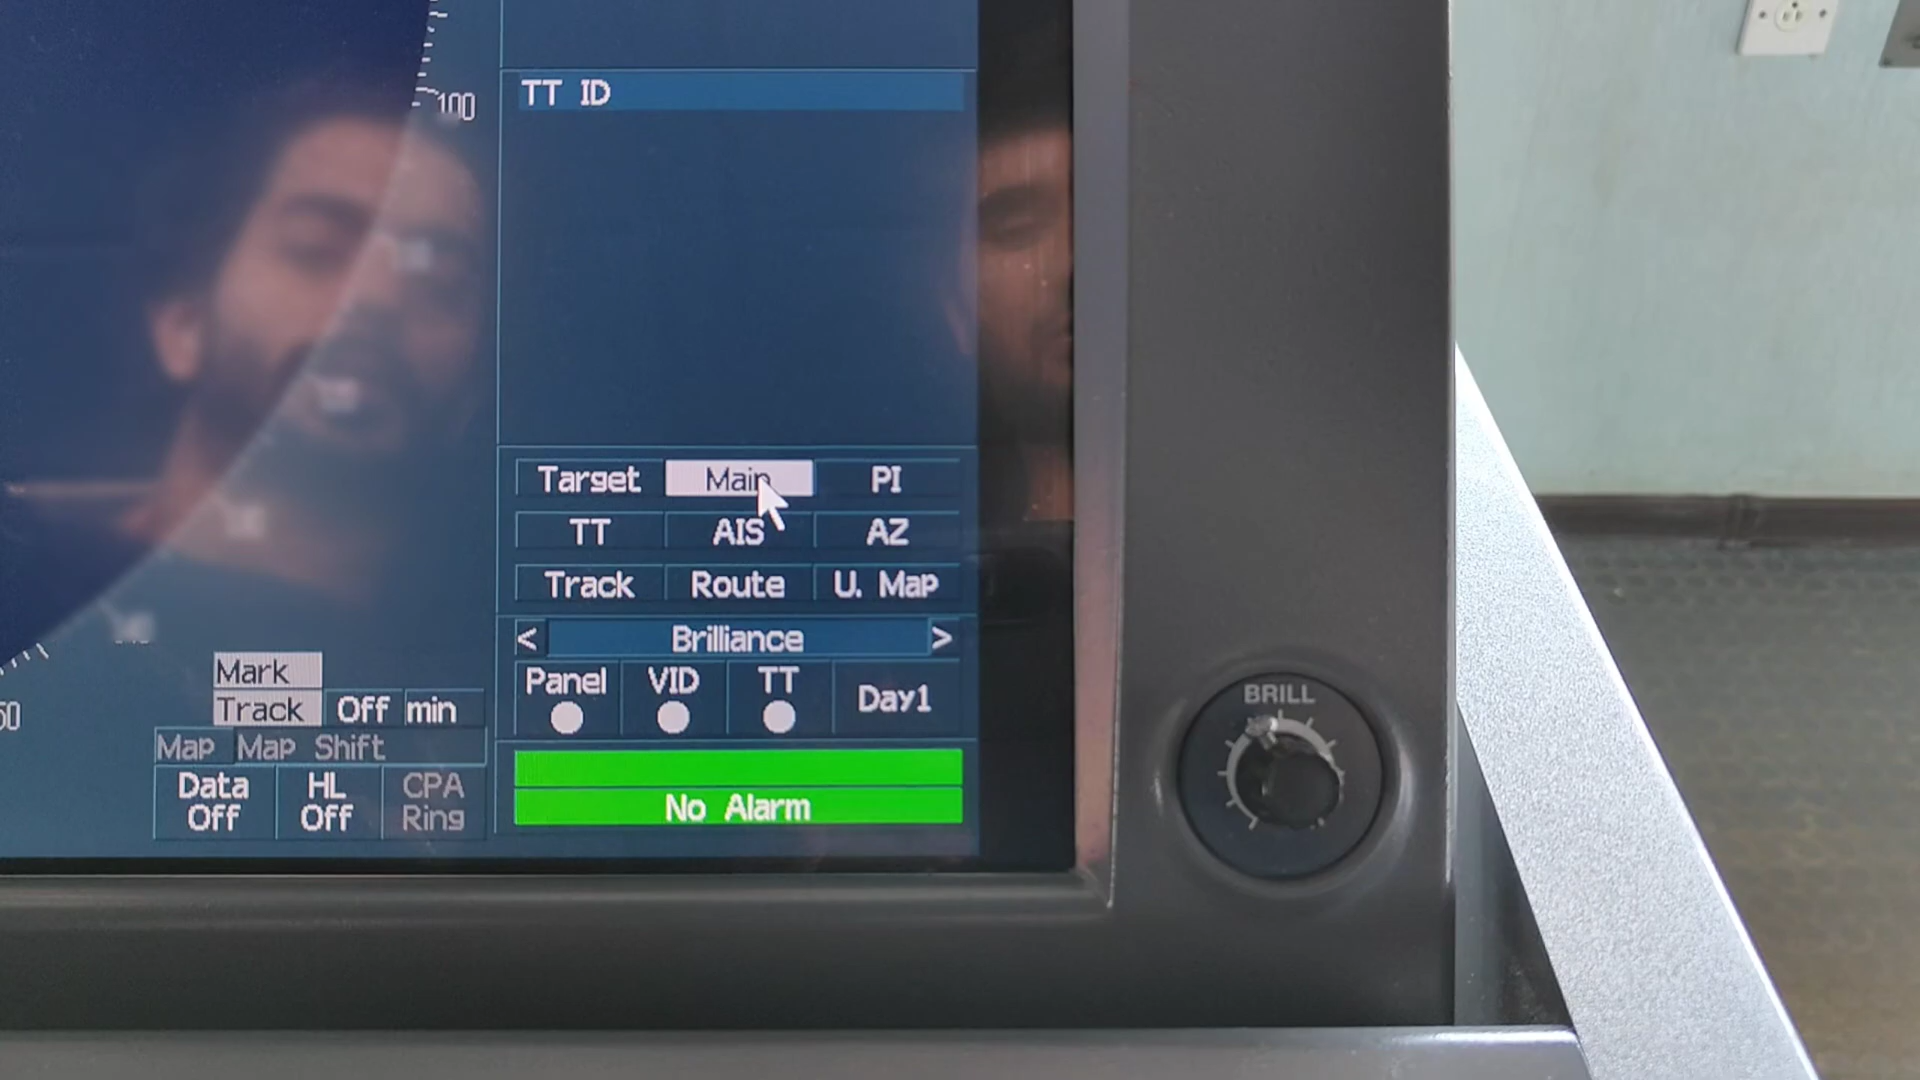 TT ID
100
Target Main PI
TT AIS AZ
Track Route U. Map
< Brilliance >
Panel VID TT Day1
Mark
Track Off min
Map Map Shift
Data Off HL Off CPA Ring
No Alarm
BRILL